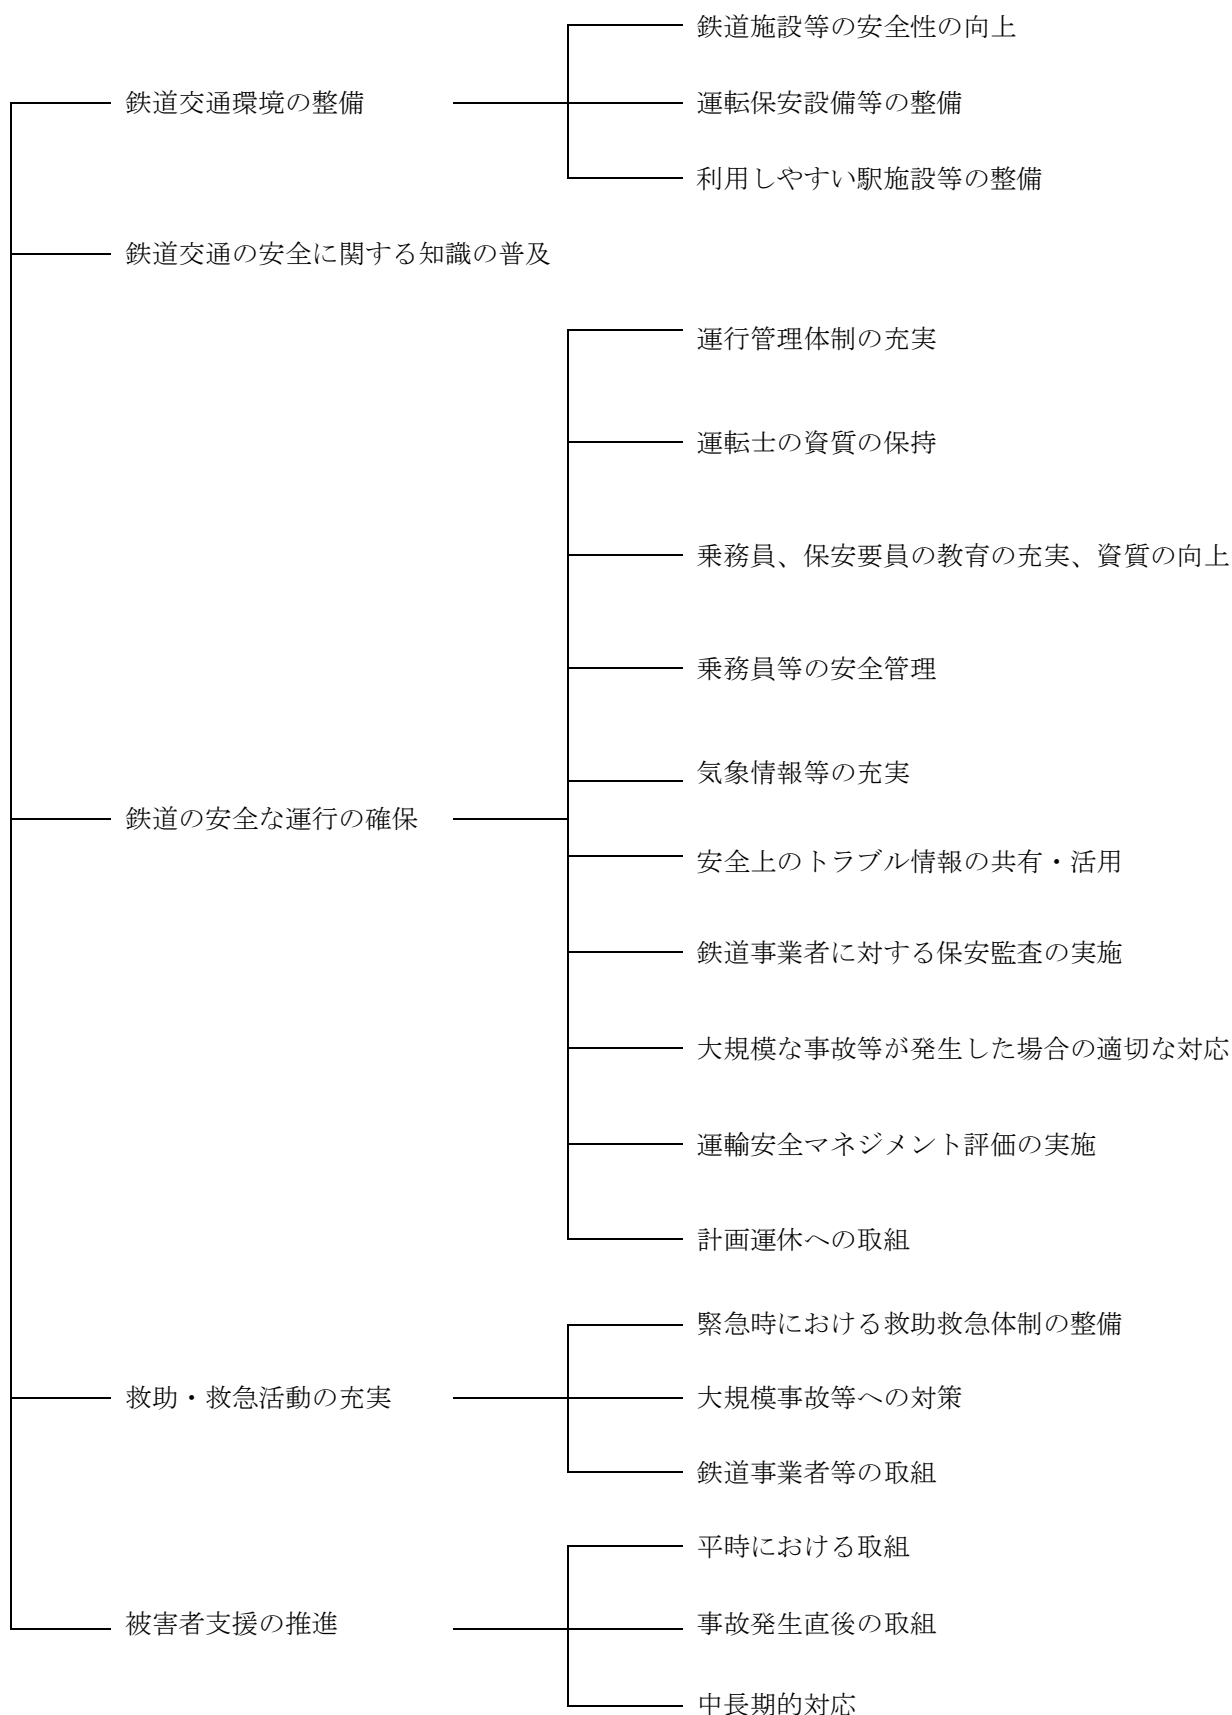 鉄道施設等の安全性の向上
鉄道交通環境の整備
運転保安設備等の整備
利用しやすい駅施設等の整備
鉄道交通の安全に関する知識の普及
運行管理体制の充実
運転士の資質の保持
乗務員、保安要員の教育の充実、資質の向上
乗務員等の安全管理
気象情報等の充実
鉄道の安全な運行の確保
安全上のトラブル情報の共有・活用
鉄道事業者に対する保安監査の実施
大規模な事故等が発生した場合の適切な対応
運輸安全マネジメント評価の実施
計画運休への取組
緊急時における救助救急体制の整備
救助・救急活動の充実
大規模事故等への対策
鉄道事業者等の取組
平時における取組
被害者支援の推進
事故発生直後の取組
中長期的対応